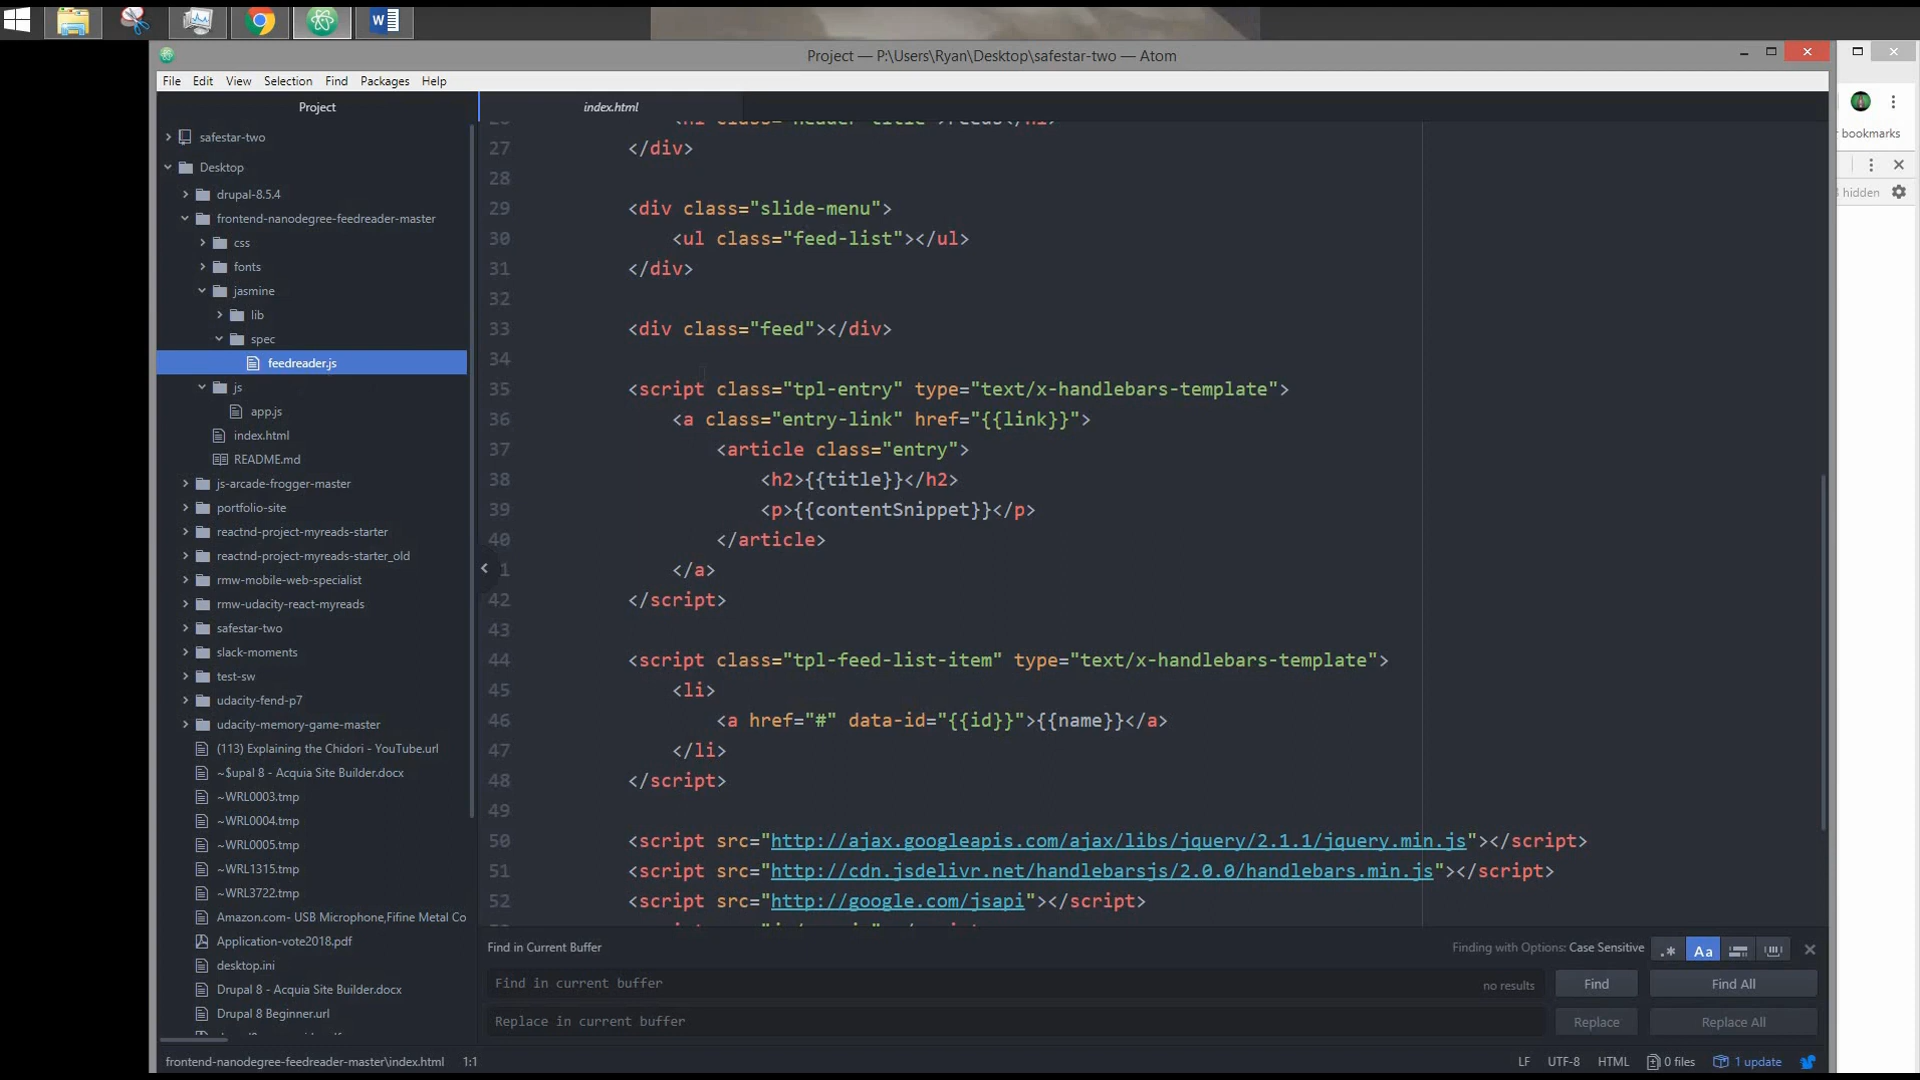 Project — P:\Users\Ryan\Desktop\safestar-two — Atom
File Edit View Selection Find Packages Help
bookmarks
hidden
Project
safestar-two
Desktop
drupal-8.5.4
frontend-nanodegree-feedreader-master
css
fonts
jasmine
lib
spec
feedreader.js
js
app.js
index.html
README.md
js-arcade-frogger-master
portfolio-site
reactnd-project-myreads-starter
reactnd-project-myreads-starter_old
rmw-mobile-web-specialist
rmw-udacity-react-myreads
safestar-two
slack-moments
test-sw
udacity-fend-p7
udacity-memory-game-master
(113) Explaining the Chidori - YouTube.url
~$upal 8 - Acquia Site Builder.docx
~WRL0003.tmp
~WRL0004.tmp
~WRL0005.tmp
~WRL1315.tmp
~WRL3722.tmp
Amazon.com- USB Microphone,Fifine Metal Co
Application-vote2018.pdf
desktop.ini
Drupal 8 - Acquia Site Builder.docx
Drupal 8 Beginner.url
index.html
27 </div>
28
29 <div class="slide-menu">
30 <ul class="feed-list"></ul>
31 </div>
32
33 <div class="feed"></div>
34
35 <script class="tpl-entry" type="text/x-handlebars-template">
36 <a class="entry-link" href="{{link}}">
37 <article class="entry">
38 <h2>{{title}}</h2>
39 <p>{{contentSnippet}}</p>
40 </article>
1 </a>
42 </script>
43
44 <script class="tpl-feed-list-item" type="text/x-handlebars-template">
45 <li>
46 <a href="#" data-id="{{id}}">{{name}}</a>
47 </li>
48 </script>
49
50 <script src="http://ajax.googleapis.com/ajax/libs/jquery/2.1.1/jquery.min.js"></script>
51 <script src="http://cdn.jsdelivr.net/handlebarsjs/2.0.0/handlebars.min.js"></script>
52 <script src="http://google.com/jsapi"></script>
Find in Current Buffer
Finding with Options: Case Sensitive
.* Aa
Find in current buffer
no results
Find
Find All
Replace in current buffer
Replace
Replace All
frontend-nanodegree-feedreader-master\index.html 1:1
LF UTF-8 HTML 0 files 1 update